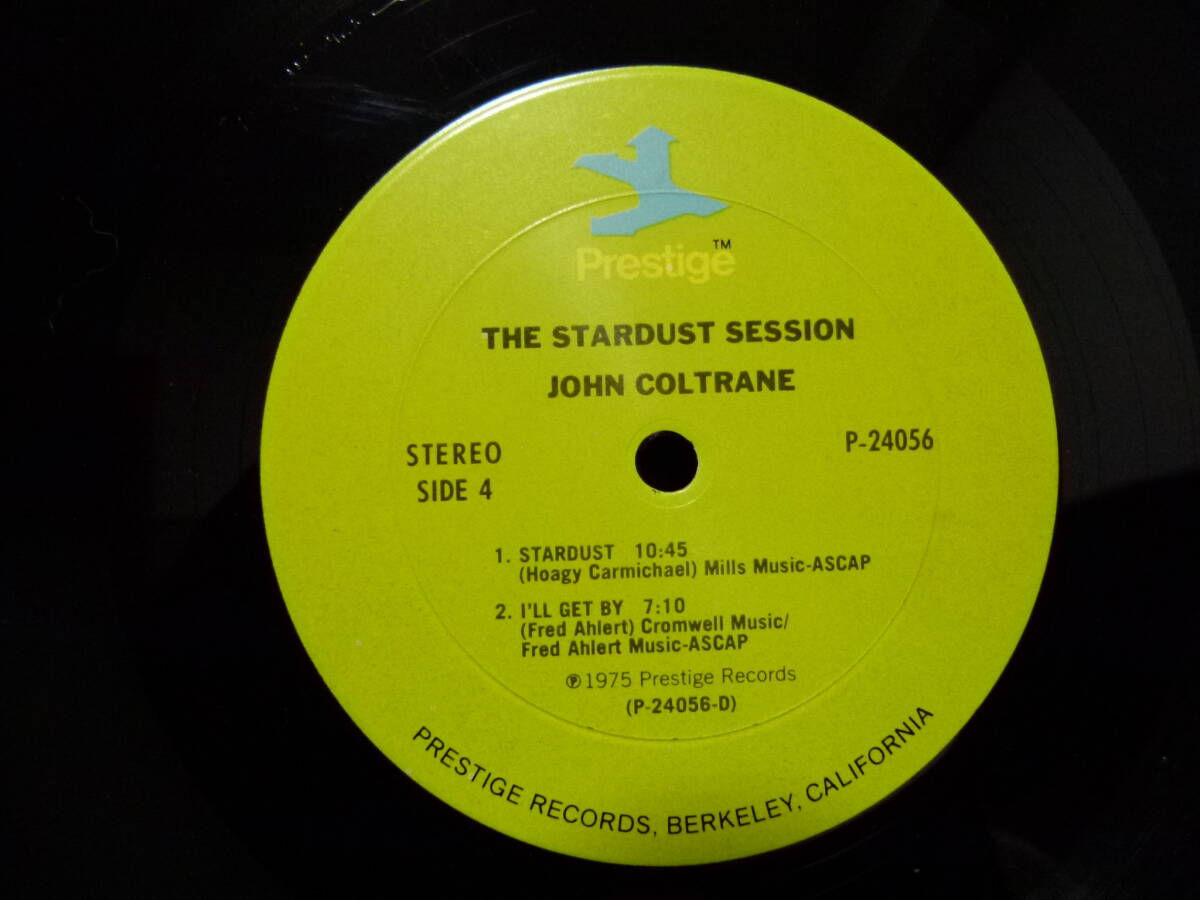 Prestige™
THE STARDUST SESSION
JOHN COLTRANE
STEREO
SIDE 4
P-24056
1. STARDUST 10:45
(Hoagy Carmichael) Mills Music-ASCAP
2. I'LL GET BY 7:10
(Fred Ahlert) Cromwell Music/
Fred Ahlert Music-ASCAP
℗1975 Prestige Records
(P-24056-D)
PRESTIGE RECORDS, BERKELEY, CALIFORNIA